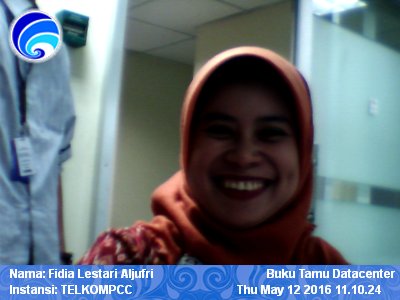 Nama: Fidia Lestari Aljufri
Buku Tamu Datacenter
Instansi: TELKOMPCC
Thu May 12 2016 11.10.24